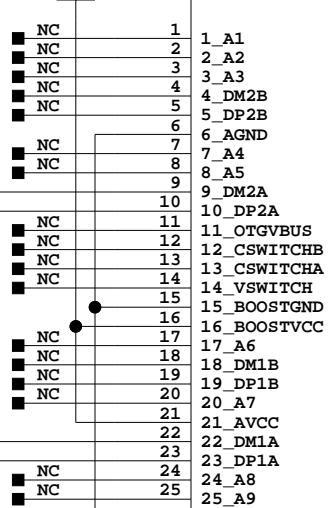 NC 1 1_A1
NC 2 2_A2
NC 3 3_A3
NC 4 4_DM2B
NC 5 5_DP2B
6 6_AGND
NC 7 7_A4
NC 8 8_A5
9 9_DM2A
10 10_DP2A
NC 11 11_OTGVBUS
NC 12 12_CSWITCHB
NC 13 13_CSWITCHA
NC 14 14_VSWITCH
15 15_BOOSTGND
16 16_BOOSTVCC
NC 17 17_A6
NC 18 18_DM1B
NC 19 19_DP1B
NC 20 20_A7
21 21_AVCC
22 22_DM1A
23 23_DP1A
NC 24 24_A8
NC 25 25_A9